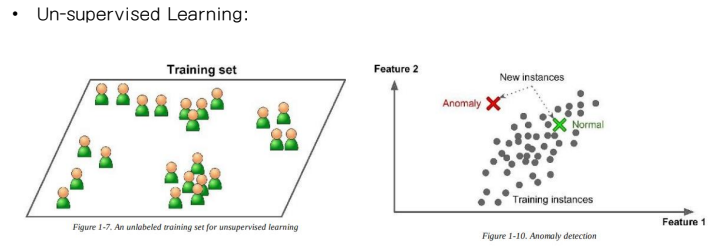 • Un-supervised Learning:
Training set
Figure 1-7. An unlabeled training set for unsupervised learning
Feature 2
New instances
Anomaly
Normal
Training instances
Feature 1
Figure 1-10. Anomaly detection